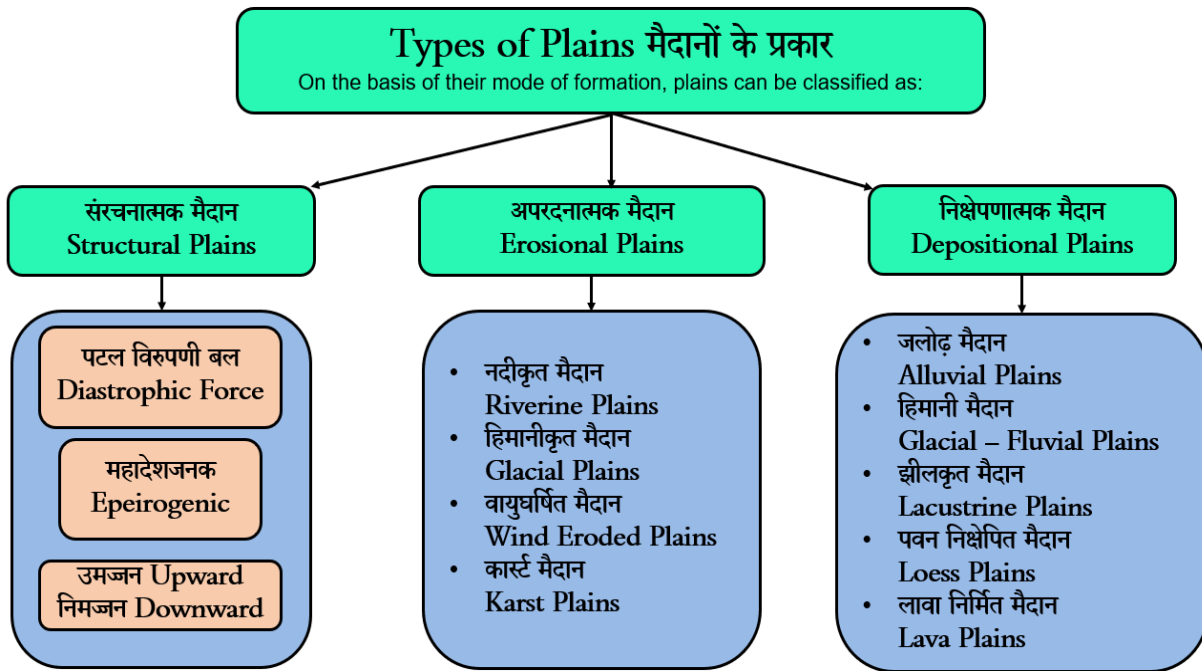 Types of Plains मैदानों के प्रकार
On the basis of their mode of formation, plains can be classified as:
संरचनात्मक मैदान
Structural Plains
पटल विरुपणी बल
Diastrophic Force
महादेशजनक
Epeirogenic
उमज्जन Upward
निमज्जन Downward
अपरदनात्मक मैदान
Erosional Plains
• नदीकृत मैदान
Riverine Plains
• हिमानीकृत मैदान
Glacial Plains
• वायुघर्षित मैदान
Wind Eroded Plains
• कार्स्ट मैदान
Karst Plains
निक्षेपणात्मक मैदान
Depositional Plains
• जलोढ़ मैदान
Alluvial Plains
• हिमानी मैदान
Glacial – Fluvial Plains
• झीलकृत मैदान
Lacustrine Plains
• पवन निक्षेपित मैदान
Loess Plains
• लावा निर्मित मैदान
Lava Plains